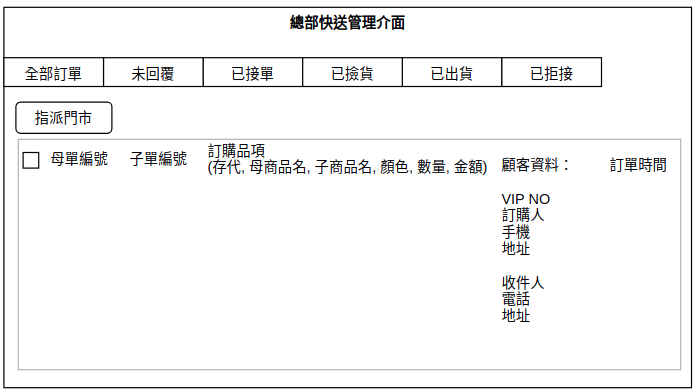 總部快送管理介面
全部訂單
未回覆
已接單
已撿貨
已出貨
已拒接
指派門市
母單編號
子單編號
訂購品項
(存代, 母商品名, 子商品名, 顏色, 數量, 金額)
顧客資料：
訂單時間
VIP NO
訂購人
手機
地址
收件人
電話
地址